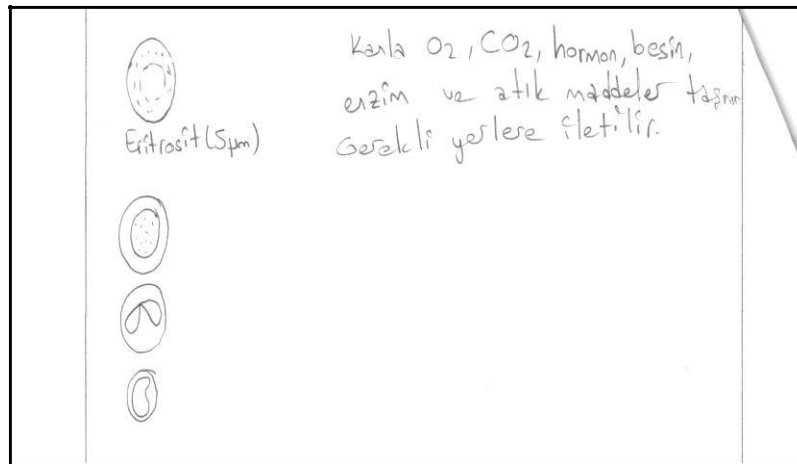 Kanla O2, CO2, hormon, besin,
enzim ve atık maddeler taşınır
Gerekli yerlere iletilir.
Eritrosit (5µm)